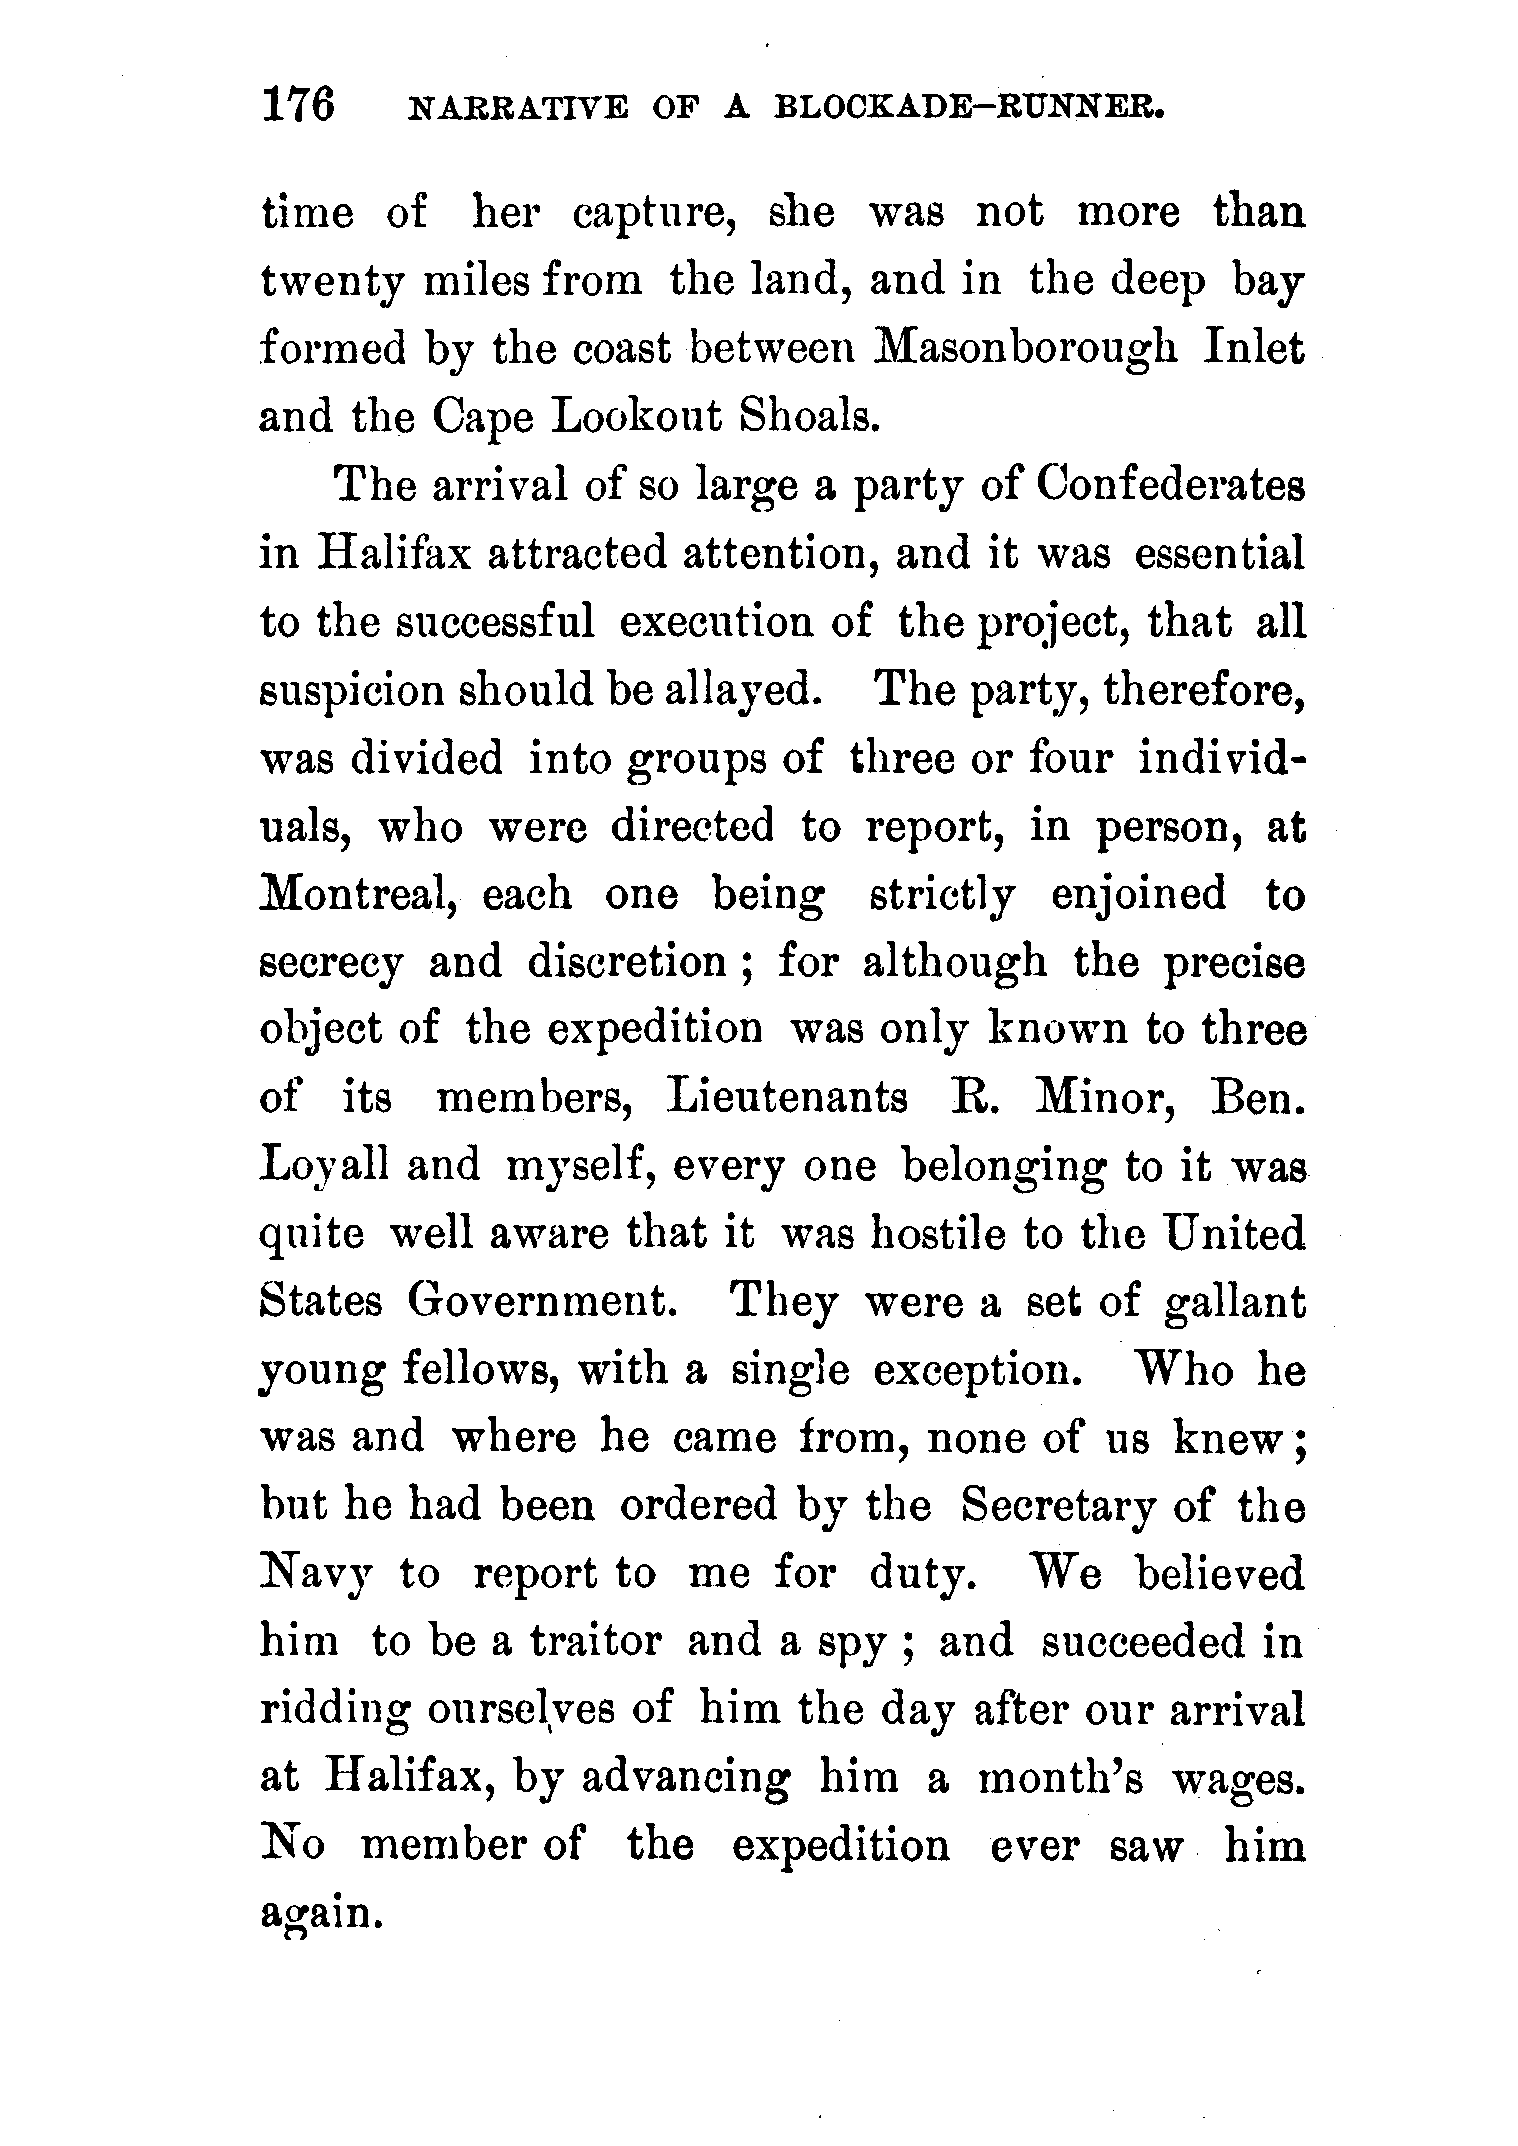 176 NARRATIVE OF A BLOCKADE-RUNNER.
time of her capture, she was not more than
twenty miles from the land, and in the deep bay
formed by the coast between Masonborough Inlet
and the Cape Lookout Shoals.
The arrival of so large a party of Confederates
in Halifax attracted attention, and it was essential
to the successful execution of the project, that all
suspicion should be allayed. The party, therefore,
was divided into groups of three or four individ-
uals, who were directed to report, in person, at
Montreal, each one being strictly enjoined to
secrecy and discretion ; for although the precise
object of the expedition was only known to three
of its members, Lieutenants R. Minor, Ben.
Loyall and myself, every one belonging to it was
quite well aware that it was hostile to the United
States Government. They were a set of gallant
young fellows, with a single exception. Who he
was and where he came from, none of us knew ;
but he had been ordered by the Secretary of the
Navy to report to me for duty. We believed
him to be a traitor and a spy ; and succeeded in
ridding ourselves of him the day after our arrival
at Halifax, by advancing him a month's wages.
No member of the expedition ever saw him
again.